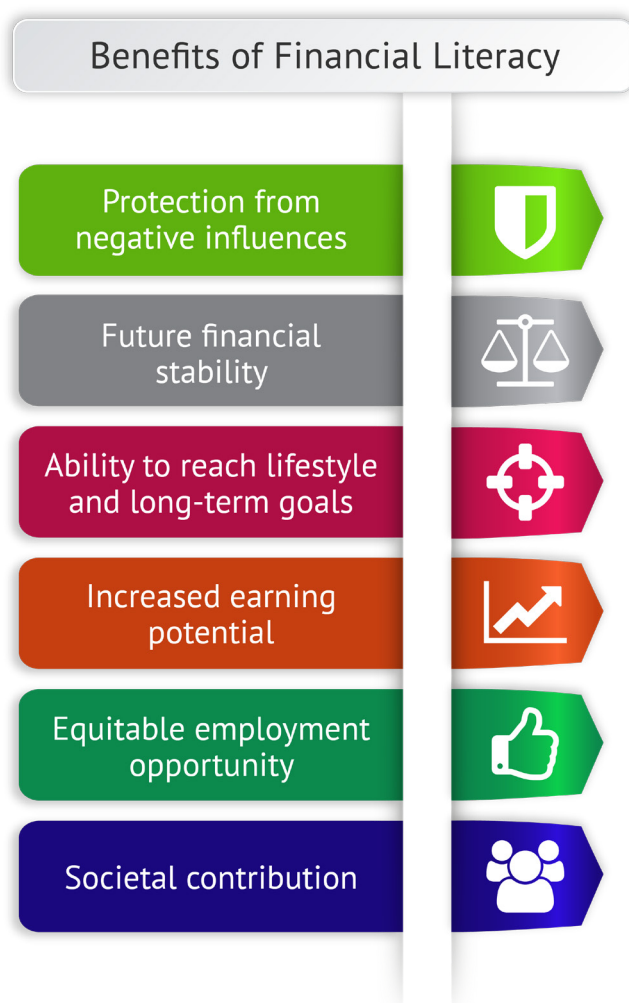 Benefits of Financial Literacy
Protection from
negative influences
Future financial
stability
Ability to reach lifestyle
and long-term goals
Increased earning
potential
Equitable employment
opportunity
Societal contribution